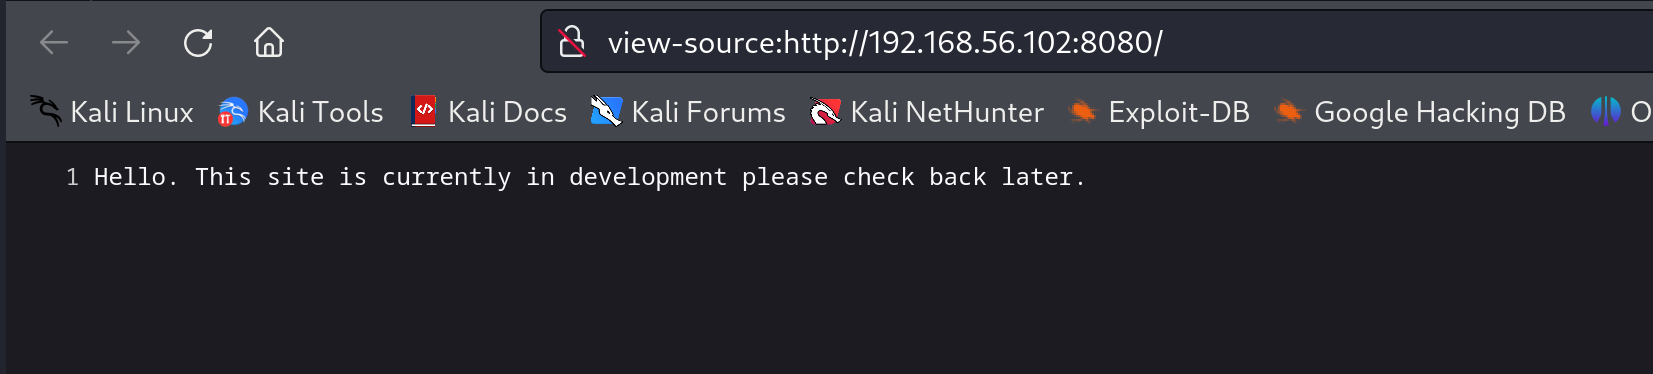 view-source:http://192.168.56.102:8080/
Kali Linux Kali Tools Kali Docs Kali Forums Kali NetHunter Exploit-DB Google Hacking DB O
1 Hello. This site is currently in development please check back later.